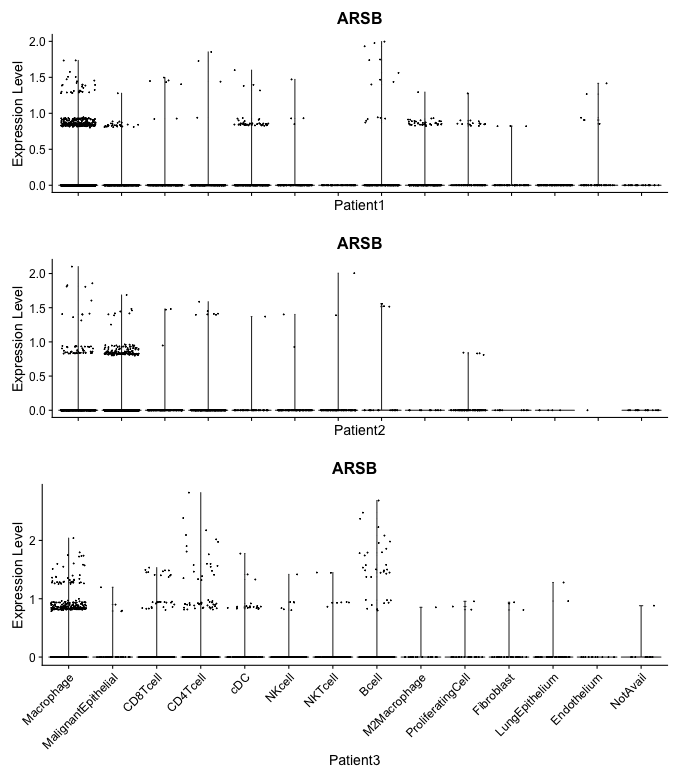 ARSB
Expression Level
2.0
1.5
1.0
0.5
0.0
Patient1
ARSB
Expression Level
2.0
1.5
1.0
0.5
0.0
Patient2
ARSB
Expression Level
2
1
0
Macrophage
MalignantEpithelial
CD8Tcell
CD4Tcell
cDC
NKcell
NKTcell
Bcell
M2Macrophage
ProliferatingCell
Fibroblast
LungEpithelium
Endothelium
NotAvail
Patient3